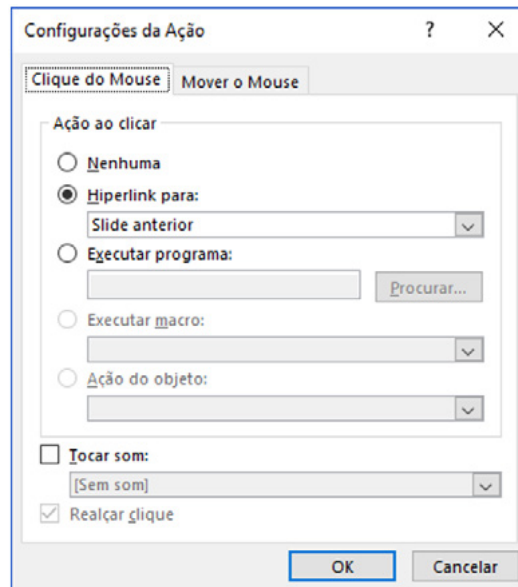 Configurações da Ação ? X
Clique do Mouse Mover o Mouse
Ação ao clicar
Nenhuma
Hiperlink para:
Slide anterior
Executar programa:
Procurar...
Executar macro:
Ação do objeto:
Tocar som:
[Sem som]
Realçar clique
OK Cancelar